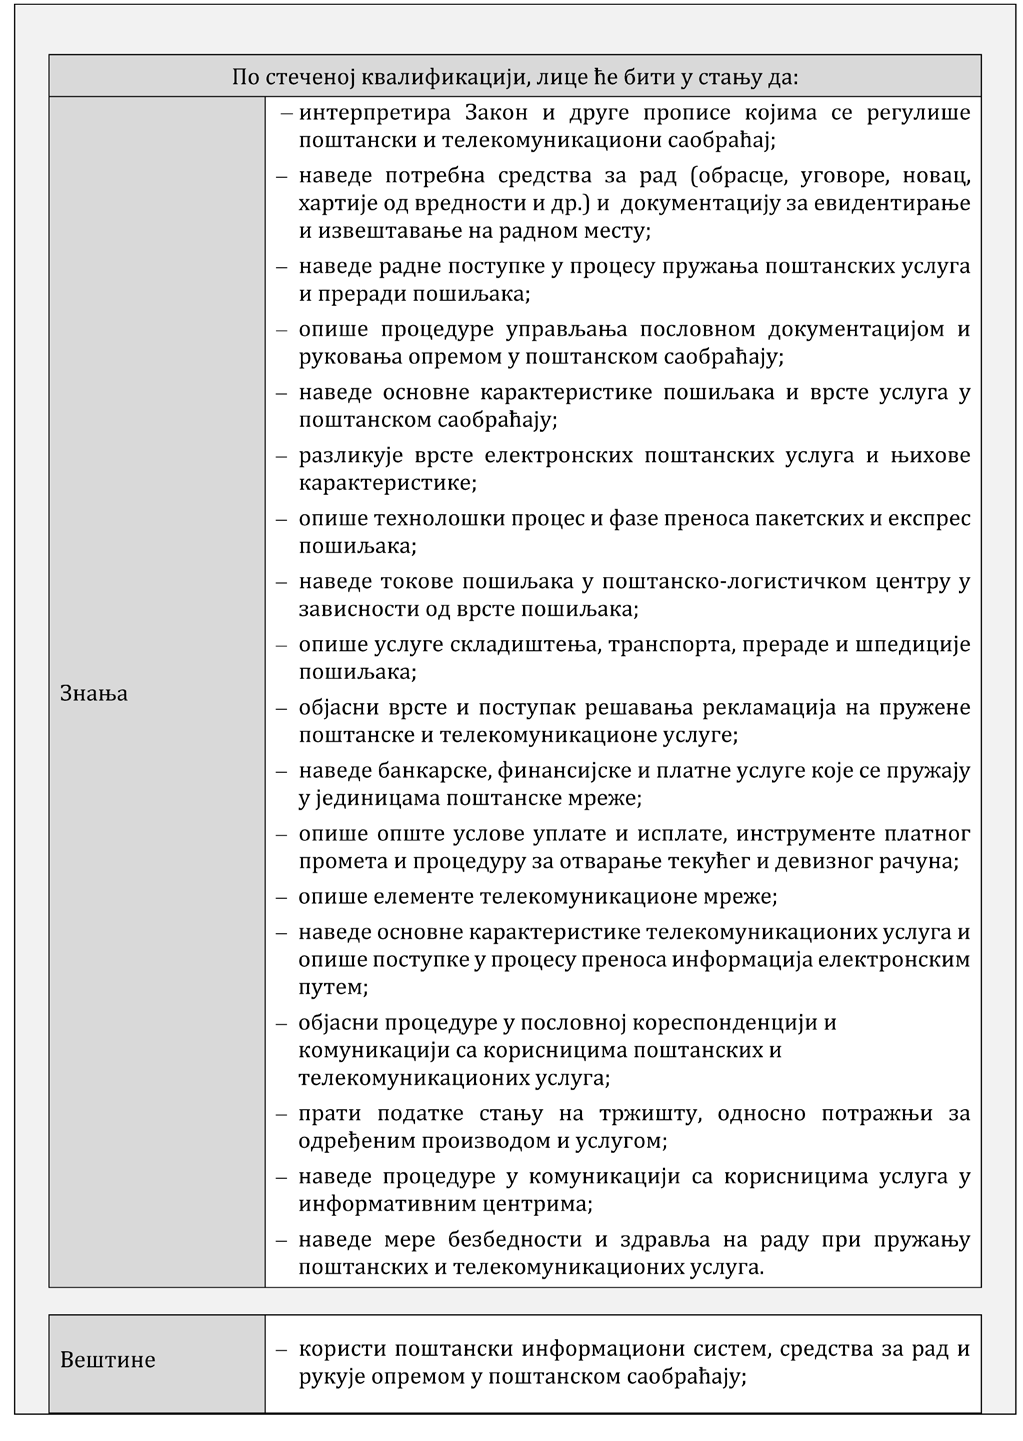 По стеченој квалификацији, лице ће бити у стању да:
Знања
– интерпретира Закон и друге прописе којима се регулише
поштански и телекомуникациони саобраћај;
– наведе потребна средства за рад (обрасце, уговоре, новац,
хартије од вредности и др.) и документацију за евидентирање
и извештавање на радном месту;
– наведе радне поступке у процесу пружања поштанских услуга
и преради пошиљака;
– опише процедуре управљања пословном документацијом и
руковања опремом у поштанском саобраћају;
– наведе основне карактеристике пошиљака и врсте услуга у
поштанском саобраћају;
– разликује врсте електронских поштанских услуга и њихове
карактеристике;
– опише технолошки процес и фазе преноса пакетских и експрес
пошиљака;
– наведе токове пошиљака у поштанско-логистичком центру у
зависности од врсте пошиљака;
– опише услуге складиштења, транспорта, прераде и шпедиције
пошиљака;
– објасни врсте и поступак решавања рекламација на пружене
поштанске и телекомуникационе услуге;
– наведе банкарске, финансијске и платне услуге које се пружају
у јединицама поштанске мреже;
– опише опште услове уплате и исплате, инструменте платног
промета и процедуру за отварање текућег и девизног рачуна;
– опише елементе телекомуникационе мреже;
– наведе основне карактеристике телекомуникационих услуга и
опише поступке у процесу преноса информација електронским
путем;
– објасни процедуре у пословној кореспонденцији и
комуникацији са корисницима поштанских и
телекомуникационих услуга;
– прати податке стању на тржишту, односно потражњи за
одређеним производом и услугом;
– наведе процедуре у комуникацији са корисницима услуга у
информативним центрима;
– наведе мере безбедности и здравља на раду при пружању
поштанских и телекомуникационих услуга.
Вештине
– користи поштански информациони систем, средства за рад и
рукује опремом у поштанском саобраћају;